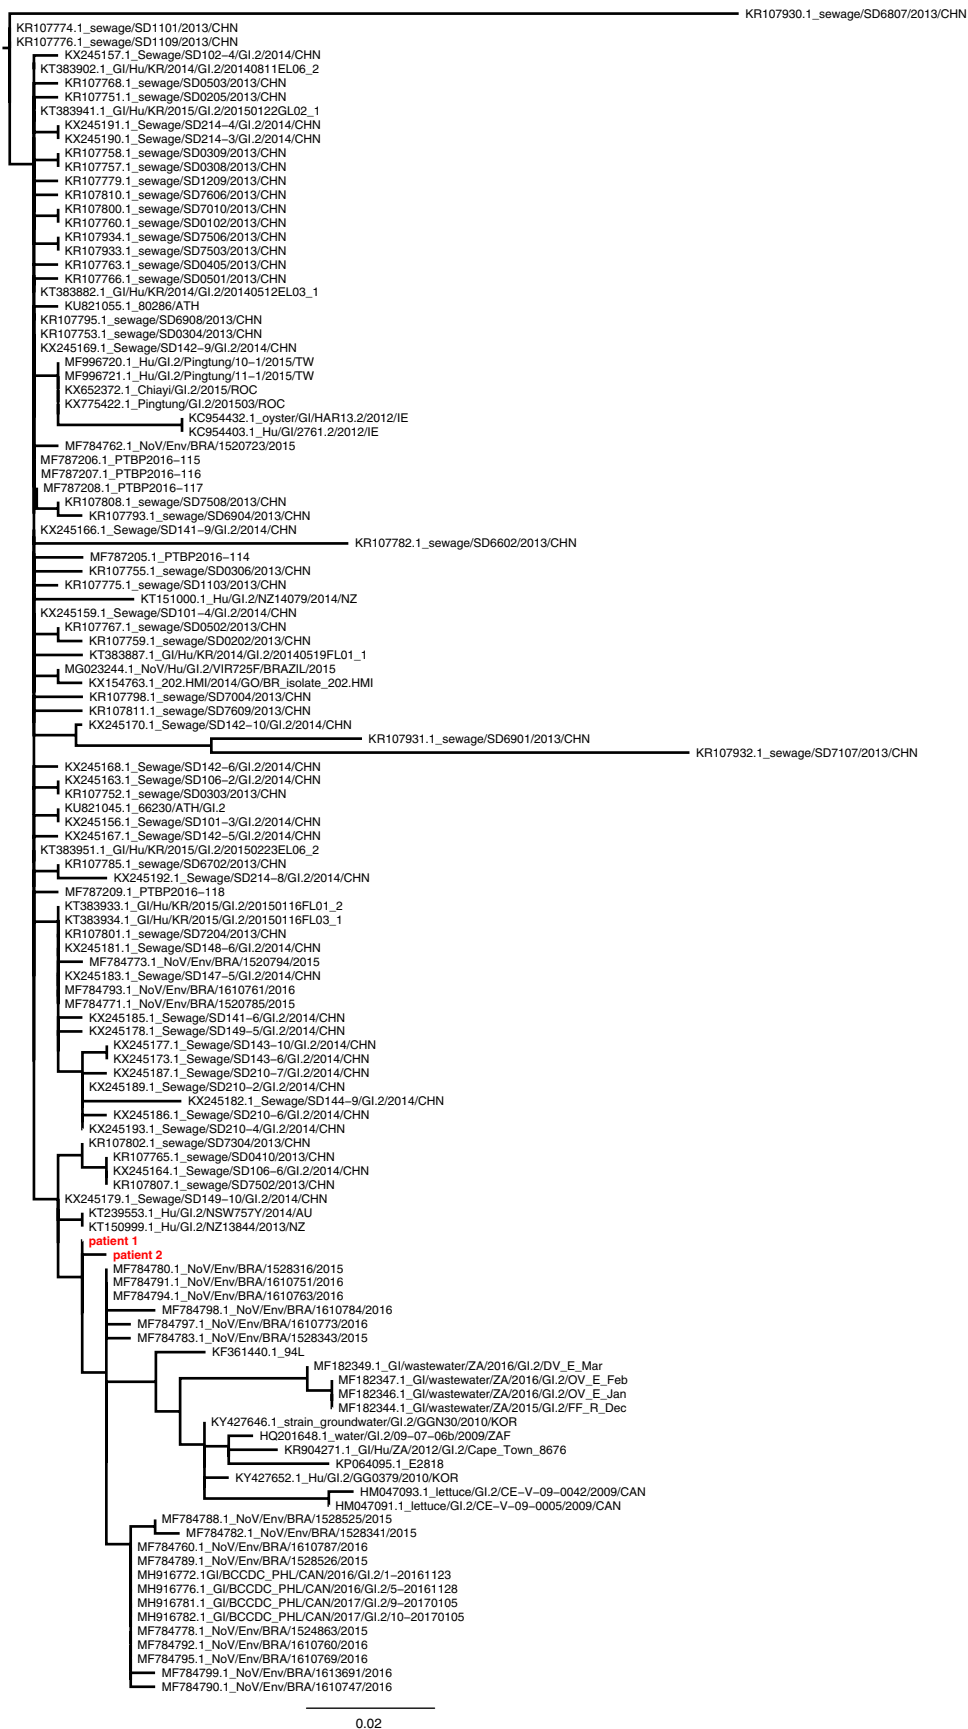 KR107930.1_sewage/SD6807/2013/CHN
KR107774.1_sewage/SD1101/2013/CHN
KR107776.1_sewage/SD1109/2013/CHN
KX245157.1_Sewage/SD102−4/GI.2/2014/CHN
KT383902.1_GI/Hu/KR/2014/GI.2/20140811EL06_2
KR107768.1_sewage/SD0503/2013/CHN
KR107751.1_sewage/SD0205/2013/CHN
KT383941.1_GI/Hu/KR/2015/GI.2/20150122GL02_1
KX245191.1_Sewage/SD214−4/GI.2/2014/CHN
KX245190.1_Sewage/SD214−3/GI.2/2014/CHN
KR107758.1_sewage/SD0309/2013/CHN
KR107757.1_sewage/SD0308/2013/CHN
KR107779.1_sewage/SD1209/2013/CHN
KR107810.1_sewage/SD7606/2013/CHN
KR107800.1_sewage/SD7010/2013/CHN
KR107760.1_sewage/SD0102/2013/CHN
KR107934.1_sewage/SD7506/2013/CHN
KR107933.1_sewage/SD7503/2013/CHN
KR107763.1_sewage/SD0405/2013/CHN
KR107766.1_sewage/SD0501/2013/CHN
KT383882.1_GI/Hu/KR/2014/GI.2/20140512EL03_1
KU821055.1_80286/ATH
KR107795.1_sewage/SD6908/2013/CHN
KR107753.1_sewage/SD0304/2013/CHN
KX245169.1_Sewage/SD142−9/GI.2/2014/CHN
MF996720.1_Hu/GI.2/Pingtung/10−1/2015/TW
MF996721.1_Hu/GI.2/Pingtung/11−1/2015/TW
KX652372.1_Chiayi/GI.2/2015/ROC
KX775422.1_Pingtung/GI.2/201503/ROC
KC954432.1_oyster/GI/HAR13.2/2012/IE
KC954403.1_Hu/GI/2761.2/2012/IE
MF784762.1_NoV/Env/BRA/1520723/2015
MF787206.1_PTBP2016−115
MF787207.1_PTBP2016−116
MF787208.1_PTBP2016−117
KR107808.1_sewage/SD7508/2013/CHN
KR107793.1_sewage/SD6904/2013/CHN
KX245166.1_Sewage/SD141−9/GI.2/2014/CHN
KR107782.1_sewage/SD6602/2013/CHN
MF787205.1_PTBP2016−114
KR107755.1_sewage/SD0306/2013/CHN
KR107775.1_sewage/SD1103/2013/CHN
KT151000.1_Hu/GI.2/NZ14079/2014/NZ
KX245159.1_Sewage/SD101−4/GI.2/2014/CHN
KR107767.1_sewage/SD0502/2013/CHN
KR107759.1_sewage/SD0202/2013/CHN
KT383887.1_GI/Hu/KR/2014/GI.2/20140519FL01_1
MG023244.1_NoV/Hu/GI.2/VIR725F/BRAZIL/2015
KX154763.1_202.HMI/2014/GO/BR_isolate_202.HMI
KR107798.1_sewage/SD7004/2013/CHN
KR107811.1_sewage/SD7609/2013/CHN
KX245170.1_Sewage/SD142−10/GI.2/2014/CHN
KR107931.1_sewage/SD6901/2013/CHN
KR107932.1_sewage/SD7107/2013/CHN
KX245168.1_Sewage/SD142−6/GI.2/2014/CHN
KX245163.1_Sewage/SD106−2/GI.2/2014/CHN
KR107752.1_sewage/SD0303/2013/CHN
KU821045.1_66230/ATH/GI.2
KX245156.1_Sewage/SD101−3/GI.2/2014/CHN
KX245167.1_Sewage/SD142−5/GI.2/2014/CHN
KT383951.1_GI/Hu/KR/2015/GI.2/20150223EL06_2
KR107785.1_sewage/SD6702/2013/CHN
KX245192.1_Sewage/SD214−8/GI.2/2014/CHN
MF787209.1_PTBP2016−118
KT383933.1_GI/Hu/KR/2015/GI.2/20150116FL01_2
KT383934.1_GI/Hu/KR/2015/GI.2/20150116FL03_1
KR107801.1_sewage/SD7204/2013/CHN
KX245181.1_Sewage/SD148−6/GI.2/2014/CHN
MF784773.1_NoV/Env/BRA/1520794/2015
KX245183.1_Sewage/SD147−5/GI.2/2014/CHN
MF784793.1_NoV/Env/BRA/1610761/2016
MF784771.1_NoV/Env/BRA/1520785/2015
KX245185.1_Sewage/SD141−6/GI.2/2014/CHN
KX245178.1_Sewage/SD149−5/GI.2/2014/CHN
KX245177.1_Sewage/SD143−10/GI.2/2014/CHN
KX245173.1_Sewage/SD143−6/GI.2/2014/CHN
KX245187.1_Sewage/SD210−7/GI.2/2014/CHN
KX245189.1_Sewage/SD210−2/GI.2/2014/CHN
KX245182.1_Sewage/SD144−9/GI.2/2014/CHN
KX245186.1_Sewage/SD210−6/GI.2/2014/CHN
KX245193.1_Sewage/SD210−4/GI.2/2014/CHN
KR107802.1_sewage/SD7304/2013/CHN
KR107765.1_sewage/SD0410/2013/CHN
KX245164.1_Sewage/SD106−6/GI.2/2014/CHN
KR107807.1_sewage/SD7502/2013/CHN
KX245179.1_Sewage/SD149−10/GI.2/2014/CHN
KT239553.1_Hu/GI.2/NSW757Y/2014/AU
KT150999.1_Hu/GI.2/NZ13844/2013/NZ
patient 1
patient 2
MF784780.1_NoV/Env/BRA/1528316/2015
MF784791.1_NoV/Env/BRA/1610751/2016
MF784794.1_NoV/Env/BRA/1610763/2016
MF784798.1_NoV/Env/BRA/1610784/2016
MF784797.1_NoV/Env/BRA/1610773/2016
MF784783.1_NoV/Env/BRA/1528343/2015
KF361440.1_94L
MF182349.1_GI/wastewater/ZA/2016/GI.2/DV_E_Mar
MF182347.1_GI/wastewater/ZA/2016/GI.2/OV_E_Feb
MF182346.1_GI/wastewater/ZA/2016/GI.2/OV_E_Jan
MF182344.1_GI/wastewater/ZA/2015/GI.2/FF_R_Dec
KY427646.1_strain_groundwater/GI.2/GGN30/2010/KOR
HQ201648.1_water/GI.2/09−07−06b/2009/ZAF
KR904271.1_GI/Hu/ZA/2012/GI.2/Cape_Town_8676
KP064095.1_E2818
KY427652.1_Hu/GI.2/GG0379/2010/KOR
HM047093.1_lettuce/GI.2/CE−V−09−0042/2009/CAN
HM047091.1_lettuce/GI.2/CE−V−09−0005/2009/CAN
MF784788.1_NoV/Env/BRA/1528525/2015
MF784782.1_NoV/Env/BRA/1528341/2015
MF784760.1_NoV/Env/BRA/1610787/2016
MF784789.1_NoV/Env/BRA/1528526/2015
MH916772.1GI/BCCDC_PHL/CAN/2016/GI.2/1−20161123
MH916776.1_GI/BCCDC_PHL/CAN/2016/GI.2/5−20161128
MH916781.1_GI/BCCDC_PHL/CAN/2017/GI.2/9−20170105
MH916782.1_GI/BCCDC_PHL/CAN/2017/GI.2/10−20170105
MF784778.1_NoV/Env/BRA/1524863/2015
MF784792.1_NoV/Env/BRA/1610760/2016
MF784795.1_NoV/Env/BRA/1610769/2016
MF784799.1_NoV/Env/BRA/1613691/2016
MF784790.1_NoV/Env/BRA/1610747/2016
0.02